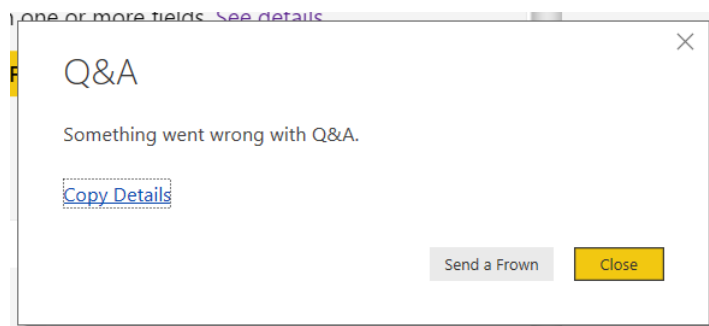 one or more fields. See details
F
Q&A
Something went wrong with Q&A.
Copy Details
Send a Frown
Close